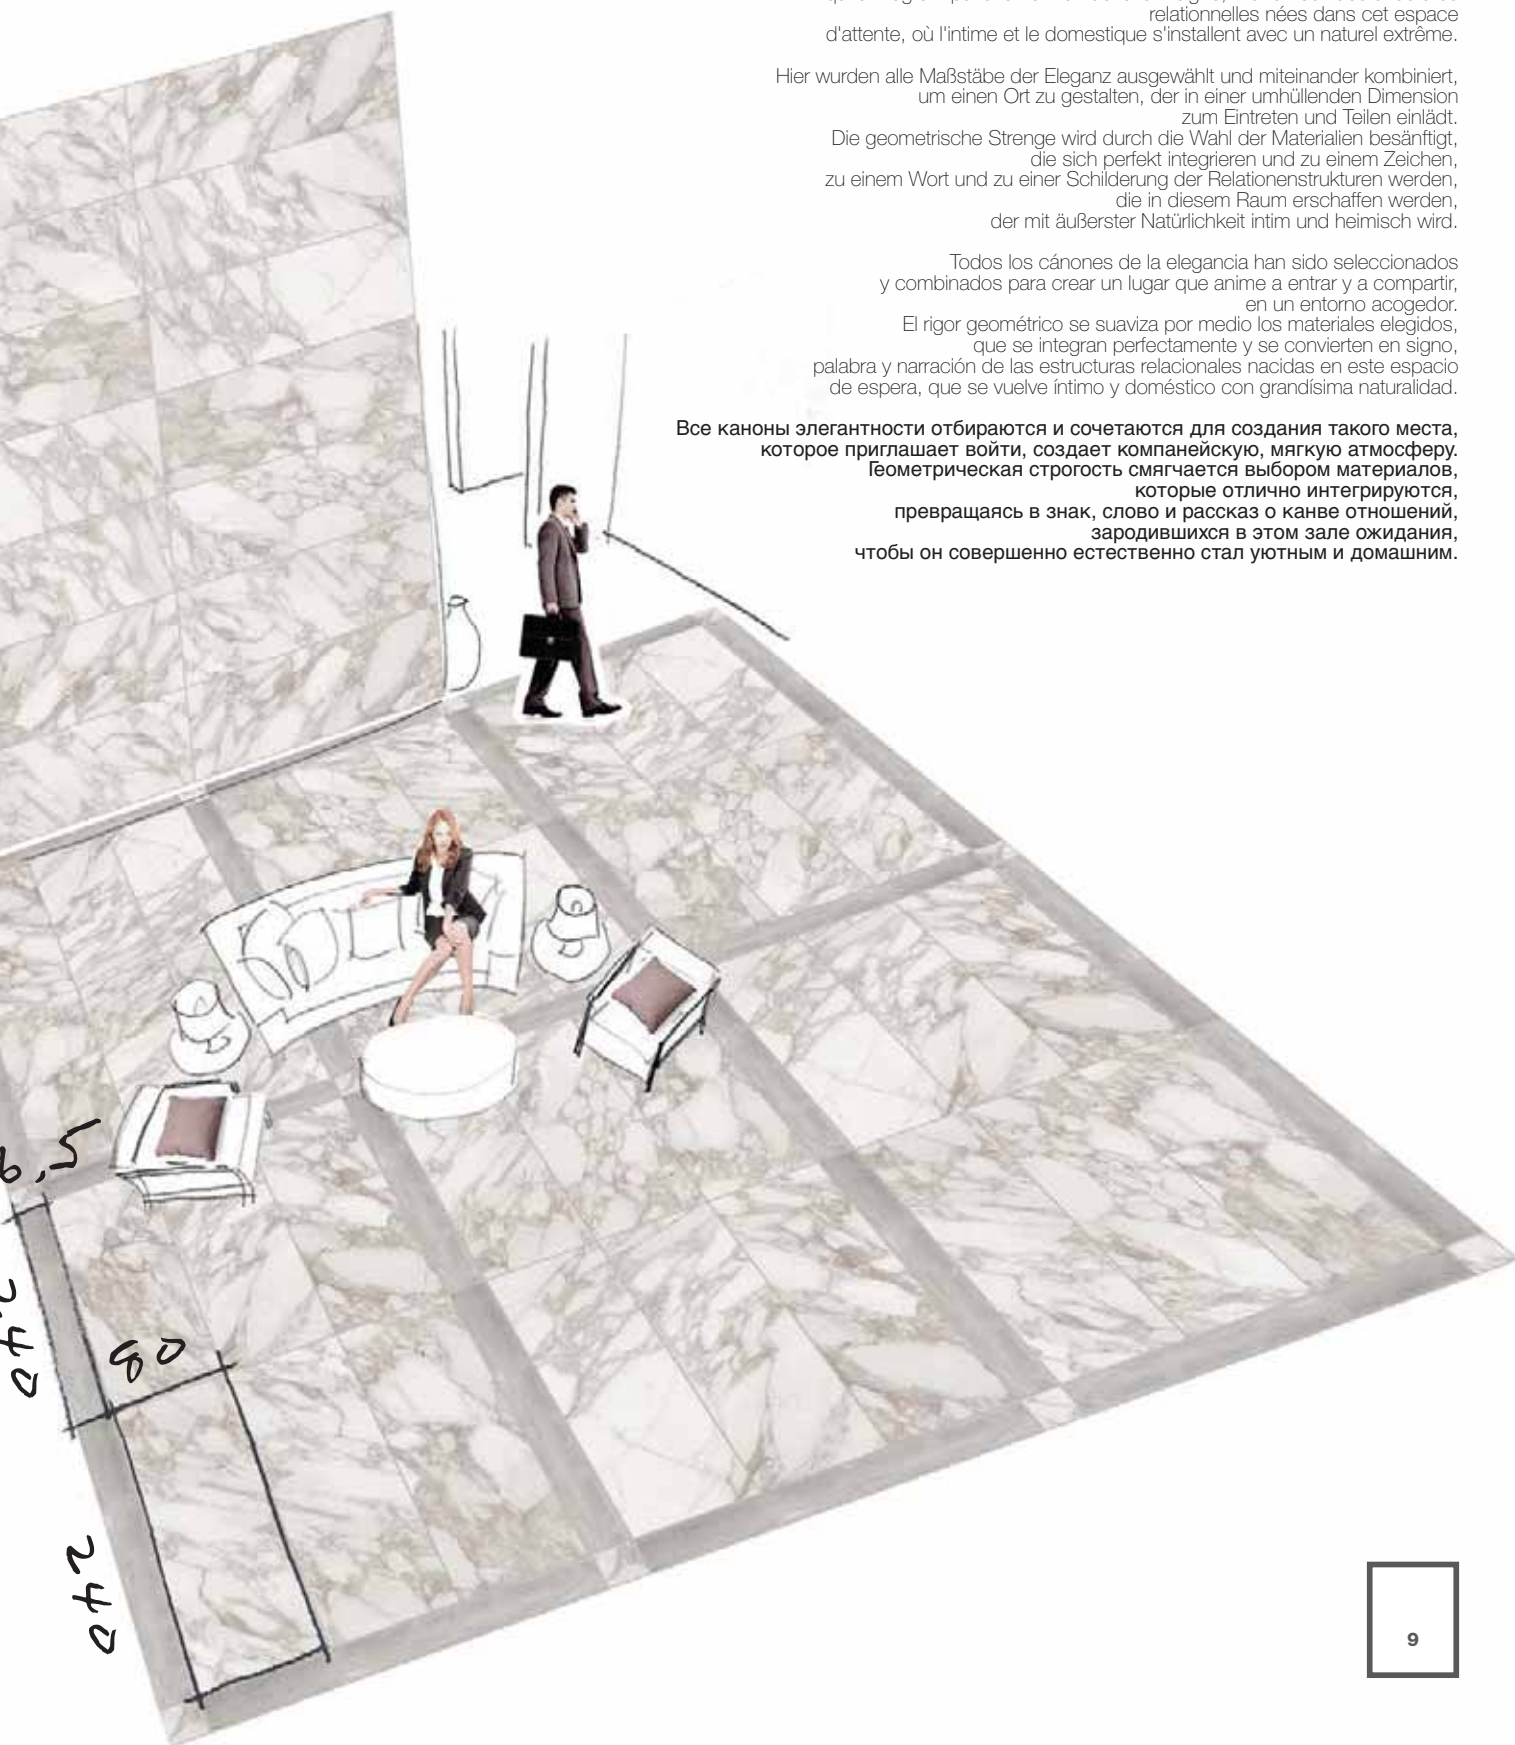 relationnelles nées dans cet espace
d'attente, où l'intime et le domestique s'installent avec un naturel extrême.
Hier wurden alle Maßstäbe der Eleganz ausgewählt und miteinander kombiniert,
um einen Ort zu gestalten, der in einer umhüllenden Dimension
zum Eintreten und Teilen einlädt.
Die geometrische Strenge wird durch die Wahl der Materialien besänftigt,
die sich perfekt integrieren und zu einem Zeichen,
zu einem Wort und zu einer Schilderung der Relationenstrukturen werden,
die in diesem Raum erschaffen werden,
der mit äußerster Natürlichkeit intim und heimisch wird.
Todos los cánones de la elegancia han sido seleccionados
y combinados para crear un lugar que anime a entrar y a compartir,
en un entorno acogedor.
El rigor geométrico se suaviza por medio los materiales elegidos,
que se integran perfectamente y se convierten en signo,
palabra y narración de las estructuras relacionales nacidas en este espacio
de espera, que se vuelve íntimo y doméstico con grandísima naturalidad.
Все каноны элегантности отбираются и сочетаются для создания такого места,
которое приглашает войти, создает компанейскую, мягкую атмосферу.
Геометрическая строгость смягчается выбором материалов,
которые отлично интегрируются,
превращаясь в знак, слово и рассказ о канве отношений,
зародившихся в этом зале ожидания,
чтобы он совершенно естественно стал уютным и домашним.
240
80
240
9